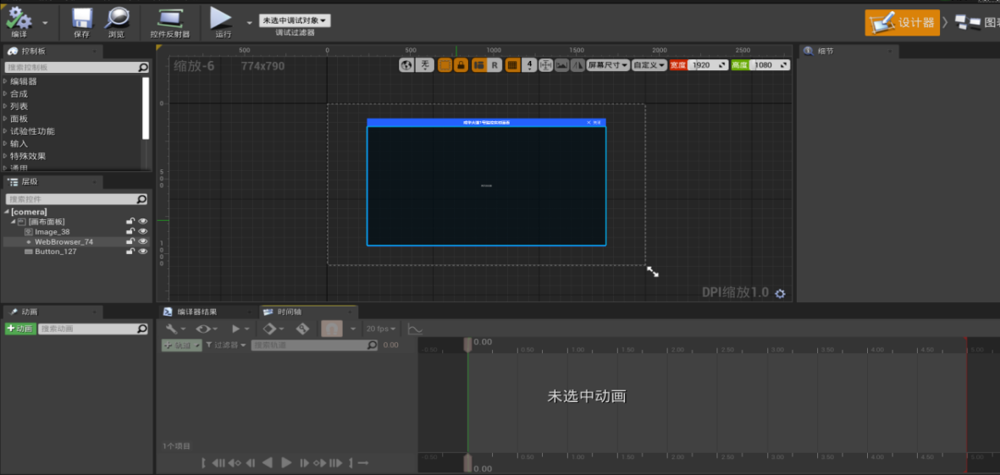 编译
保存
浏览
控件反射器
运行
未选中调试对象
调试过滤器
设计器
图表
控制板
搜索控制板
编辑器
合成
列表
面板
试验性功能
输入
特殊效果
通用
层级
搜索控件
[comera]
[画布面板]
Image_38
WebBrowser_74
Button_127
缩放-6
774x790
500 0 500 1000 1500 2000 2500
无
R
4
屏幕尺寸
自定义
宽度 1920
高度 1080
0
500
1000
DPI缩放1.0
细节
动画
+动画
搜索动画
编译器结果
时间轴
20 fps
+ 轨道
过滤器
搜索轨道
0.00
-0.50 0.00 0.50 1.00 1.50 2.00 2.50 3.00 3.50 4.00 4.50 5.00
未选中动画
1个项目
-0.50 0.00 0.50 1.00 1.50 2.00 2.50 3.00 3.50 4.00 4.50 5.00